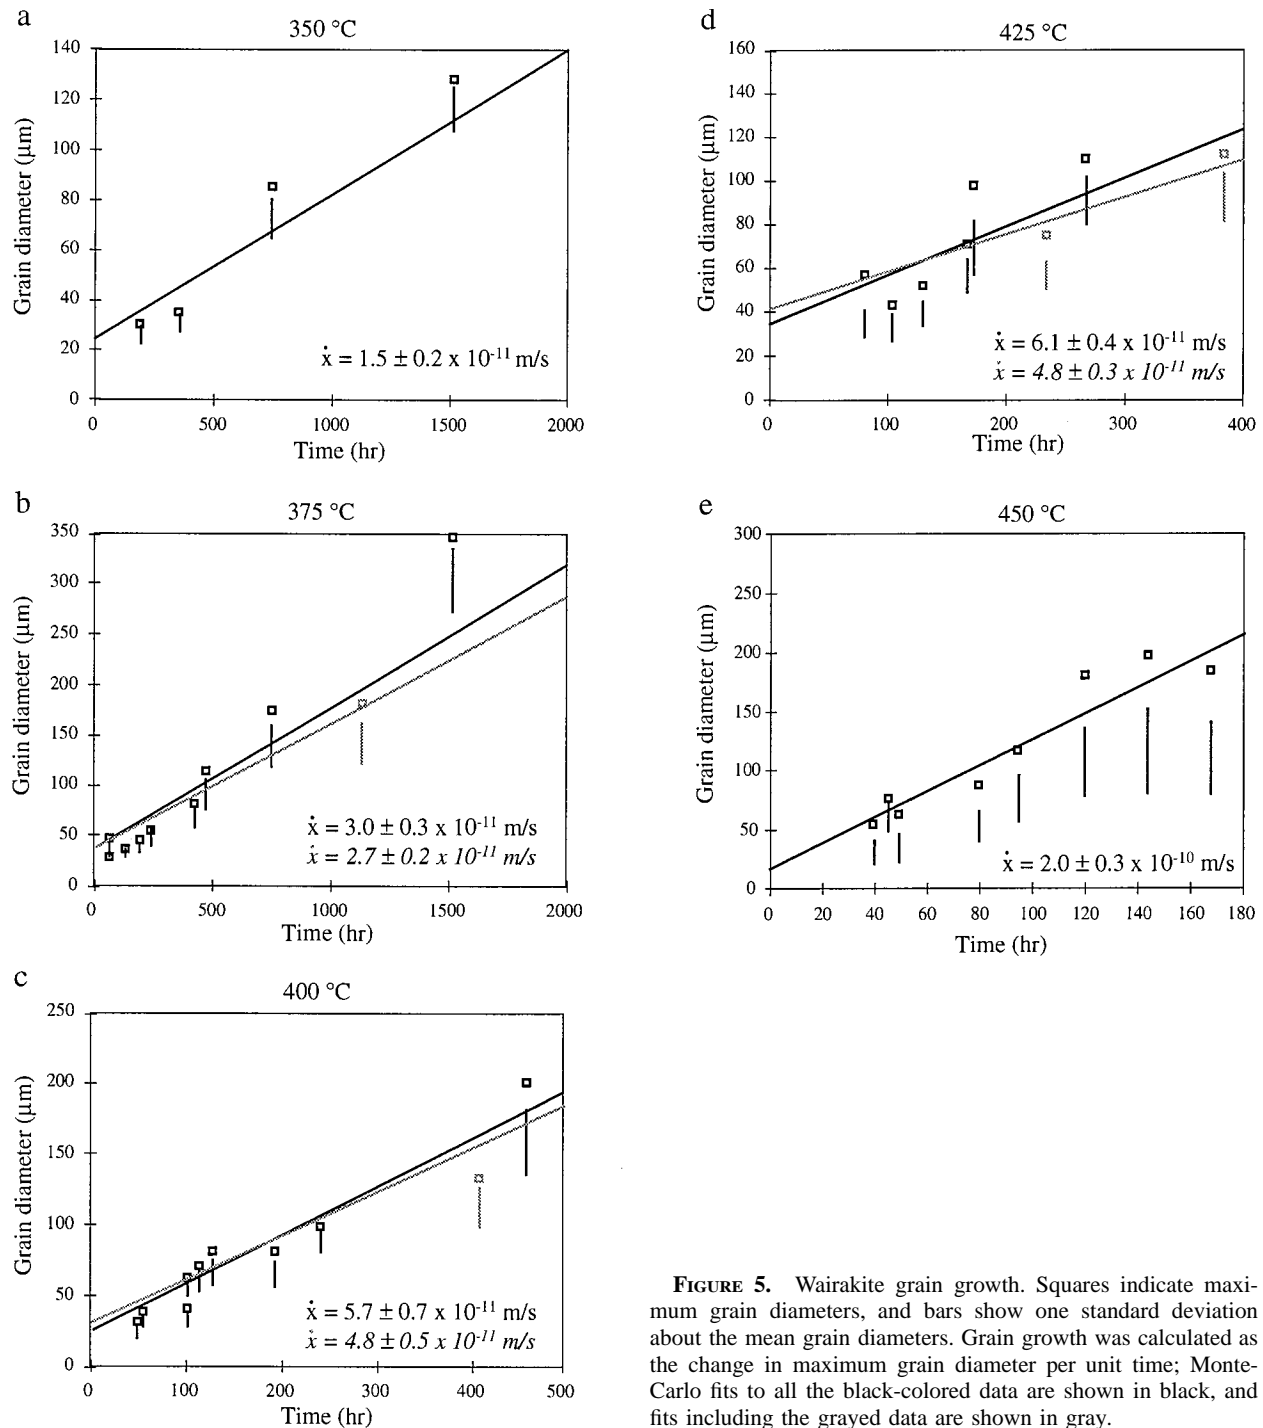 a
350 °C
140
120
100
80
60
40
20
0
Grain diameter (μm)
ẋ = 1.5 ± 0.2 x 10⁻¹¹ m/s
0 500 1000 1500 2000
Time (hr)
b
375 °C
350
300
250
200
150
100
50
0
Grain diameter (μm)
ẋ = 3.0 ± 0.3 x 10⁻¹¹ m/s
ẋ = 2.7 ± 0.2 x 10⁻¹¹ m/s
0 500 1000 1500 2000
Time (hr)
c
400 °C
250
200
150
100
50
0
Grain diameter (μm)
ẋ = 5.7 ± 0.7 x 10⁻¹¹ m/s
ẋ = 4.8 ± 0.5 x 10⁻¹¹ m/s
0 100 200 300 400 500
Time (hr)
d
425 °C
160
140
120
100
80
60
40
20
0
Grain diameter (μm)
ẋ = 6.1 ± 0.4 x 10⁻¹¹ m/s
ẋ = 4.8 ± 0.3 x 10⁻¹¹ m/s
0 100 200 300 400
Time (hr)
e
450 °C
300
250
200
150
100
50
0
Grain diameter (μm)
ẋ = 2.0 ± 0.3 x 10⁻¹⁰ m/s
0 20 40 60 80 100 120 140 160 180
Time (hr)
FIGURE 5. Wairakite grain growth. Squares indicate maxi-
mum grain diameters, and bars show one standard deviation
about the mean grain diameters. Grain growth was calculated as
the change in maximum grain diameter per unit time; Monte-
Carlo fits to all the black-colored data are shown in black, and
fits including the grayed data are shown in gray.